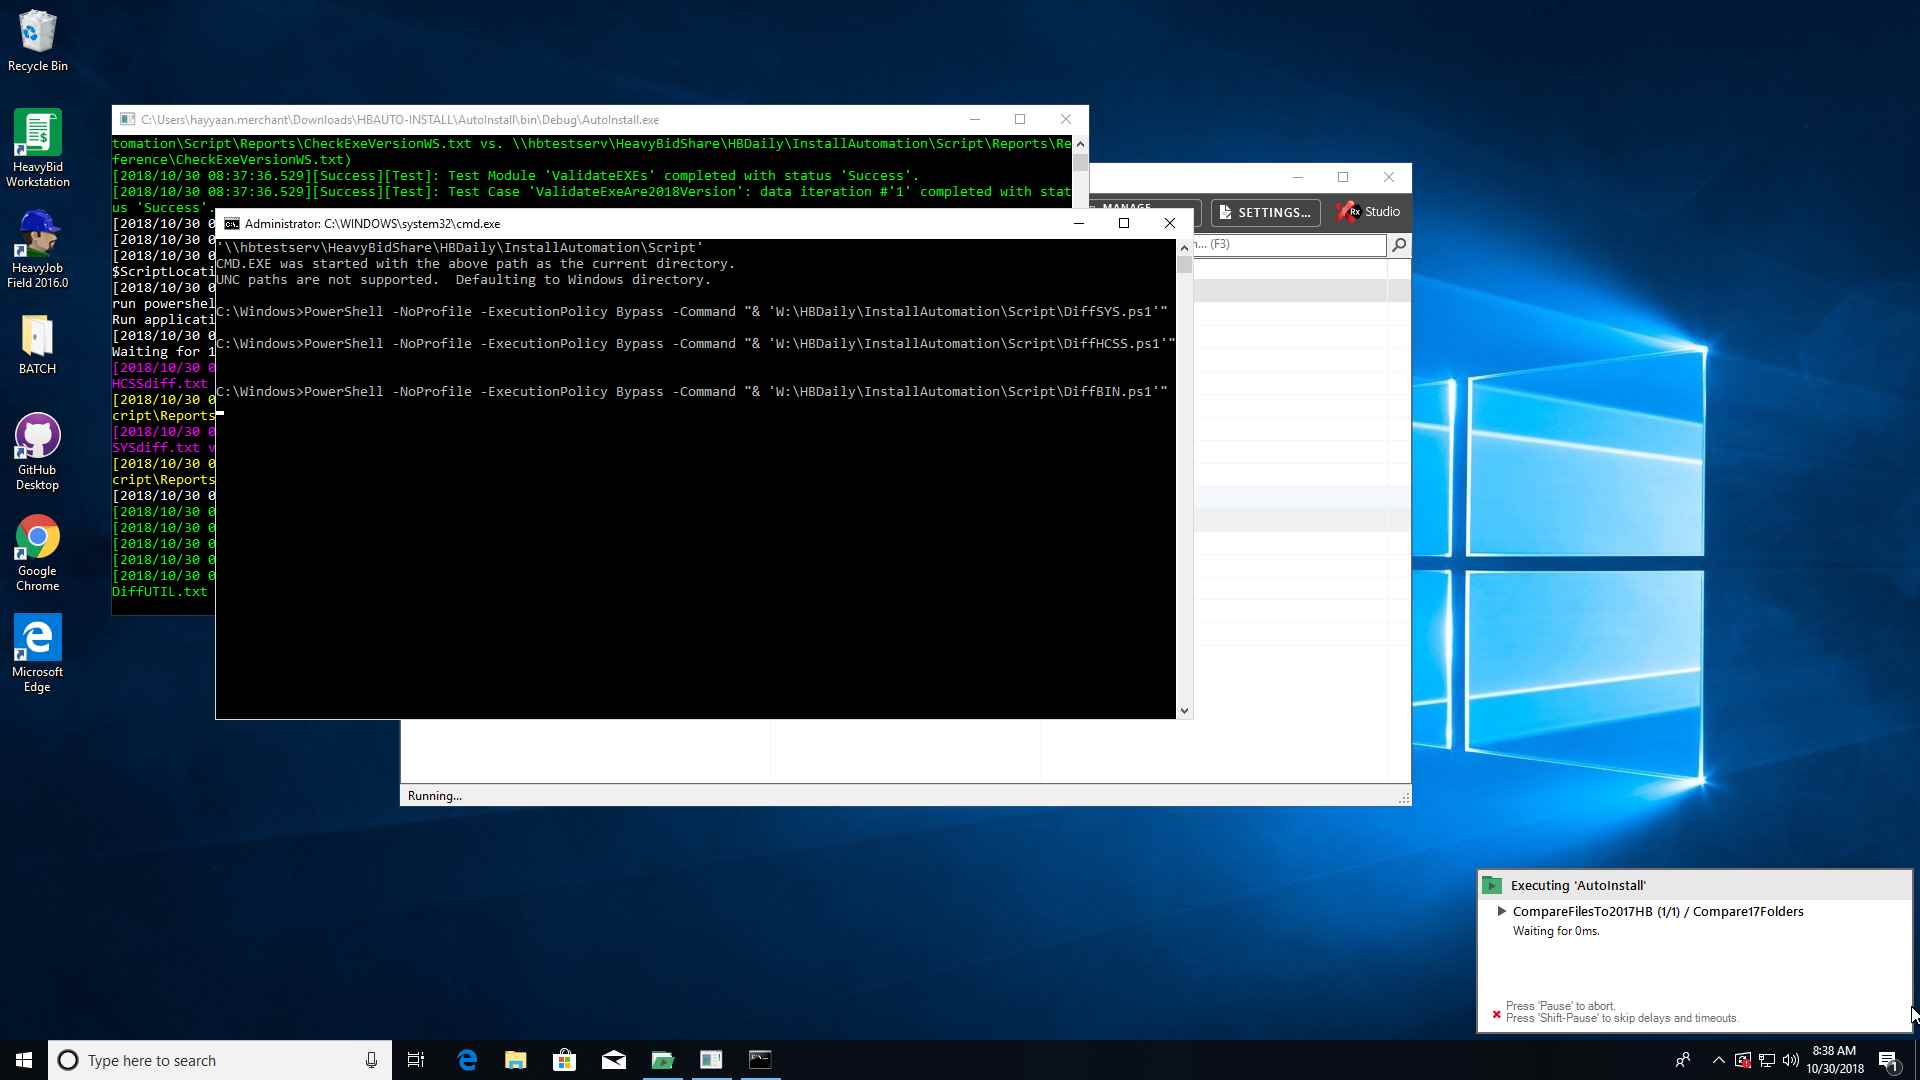 Recycle Bin
HeavyBid
Workstation
HeavyJob
Field 2016.0
BATCH
GitHub
Desktop
Google
Chrome
Microsoft
Edge
C:\Users\hayyaan.merchant\Downloads\HBAUTO-INSTALL\AutoInstall\bin\Debug\AutoInstall.exe
tomation\Script\Reports\CheckExeVersionWS.txt vs. \\hbtestserv\HeavyBidShare\HBDaily\InstallAutomation\Script\Reports\Re
ference\CheckExeVersionWS.txt)
[2018/10/30 08:37:36.529][Success][Test]: Test Module 'ValidateEXEs' completed with status 'Success'.
[2018/10/30 08:37:36.529][Success][Test]: Test Case 'ValidateExeAre2018Version': data iteration #'1' completed with stat
us 'Success'.
[2018/10/30 0
[2018/10/30 0
[2018/10/30 0
$ScriptLocati
[2018/10/30 0
run powershel
Run applicati
[2018/10/30 0
Waiting for 1
[2018/10/30 0
HCSSdiff.txt
[2018/10/30 0
cript\Reports
[2018/10/30 0
SYSdiff.txt v
[2018/10/30 0
cript\Reports
[2018/10/30 0
[2018/10/30 0
[2018/10/30 0
[2018/10/30 0
[2018/10/30 0
[2018/10/30 0
DiffUTIL.txt
Administrator: C:\WINDOWS\system32\cmd.exe
'\\hbtestserv\HeavyBidShare\HBDaily\InstallAutomation\Script'
CMD.EXE was started with the above path as the current directory.
UNC paths are not supported.  Defaulting to Windows directory.
C:\Windows>PowerShell -NoProfile -ExecutionPolicy Bypass -Command "& 'W:\HBDaily\InstallAutomation\Script\DiffSYS.ps1'"
C:\Windows>PowerShell -NoProfile -ExecutionPolicy Bypass -Command "& 'W:\HBDaily\InstallAutomation\Script\DiffHCSS.ps1'"
C:\Windows>PowerShell -NoProfile -ExecutionPolicy Bypass -Command "& 'W:\HBDaily\InstallAutomation\Script\DiffBIN.ps1'"
MANAGE
SETTINGS...
Rx Studio
... (F3)
Running...
Executing 'AutoInstall'
CompareFilesTo2017HB (1/1) / Compare17Folders
Waiting for 0ms.
Press 'Pause' to abort.
Press 'Shift-Pause' to skip delays and timeouts.
Type here to search
8:38 AM
10/30/2018
1